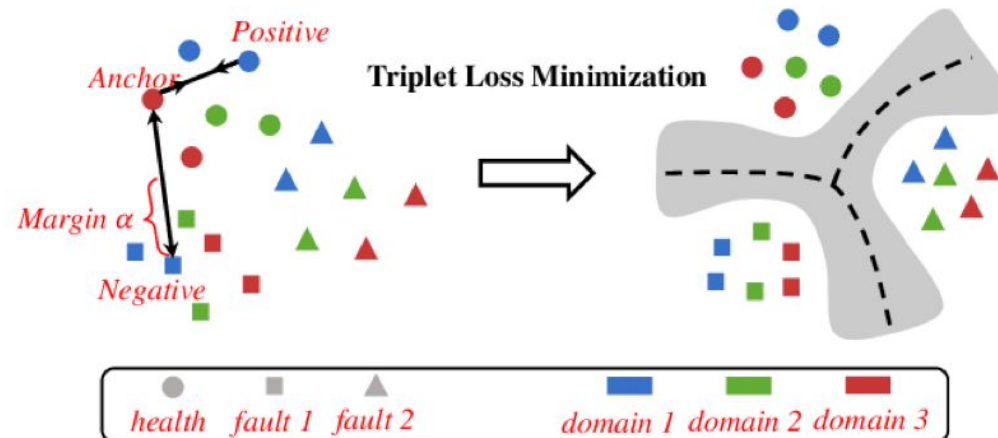 Positive
Anchor
Triplet Loss Minimization
Margin α
Negative
health fault 1 fault 2 domain 1 domain 2 domain 3